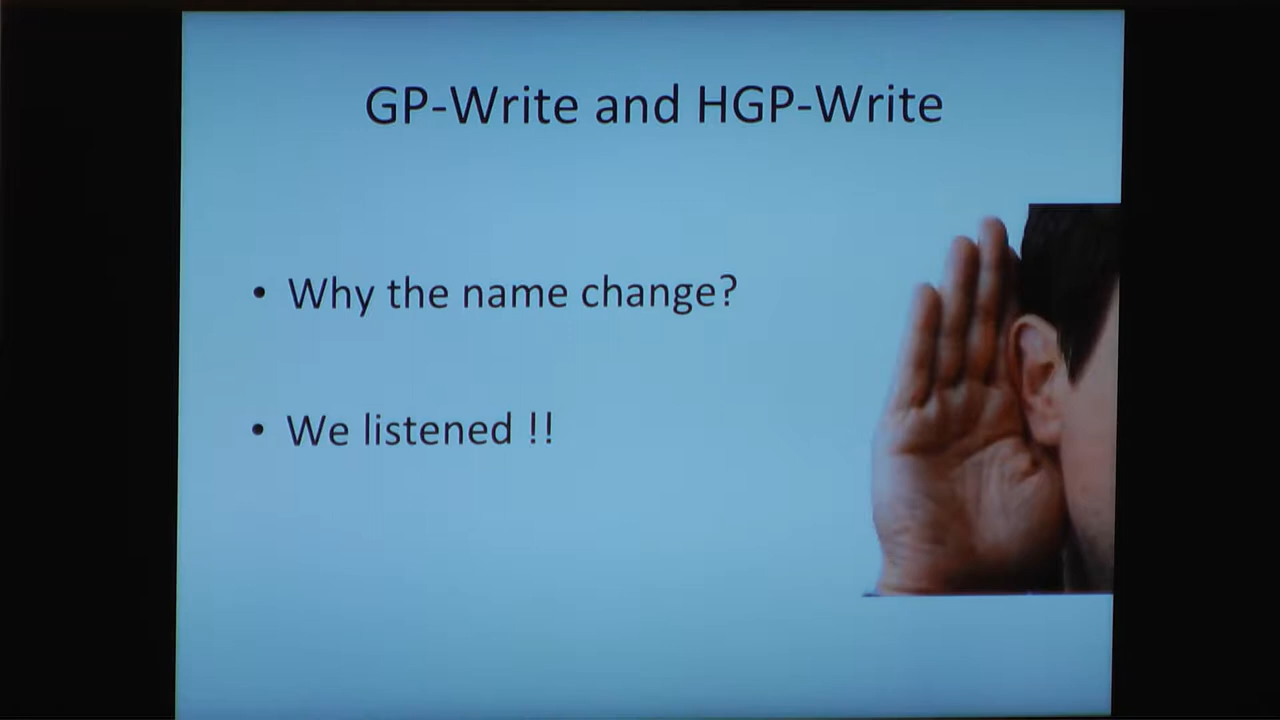 GP-Write and HGP-Write
• Why the name change?
• We listened !!